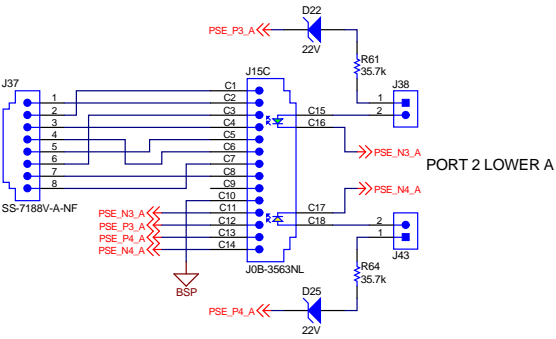 D22
PSE_P3_A
22V
R61
35.7k
J37
J15C
J38
1
2
3
4
5
6
7
8
C1
C2
C3
C4
C5
C6
C7
C8
C9
C10
C11
C12
C13
C14
C15
C16
1
2
PSE_N3_A
PORT 2 LOWER A
PSE_N4_A
C17
C18
2
1
SS-7188V-A-NF
PSE_N3_A
PSE_P3_A
PSE_P4_A
PSE_N4_A
J0B-3563NL
J43
BSP
R64
35.7k
D25
PSE_P4_A
22V